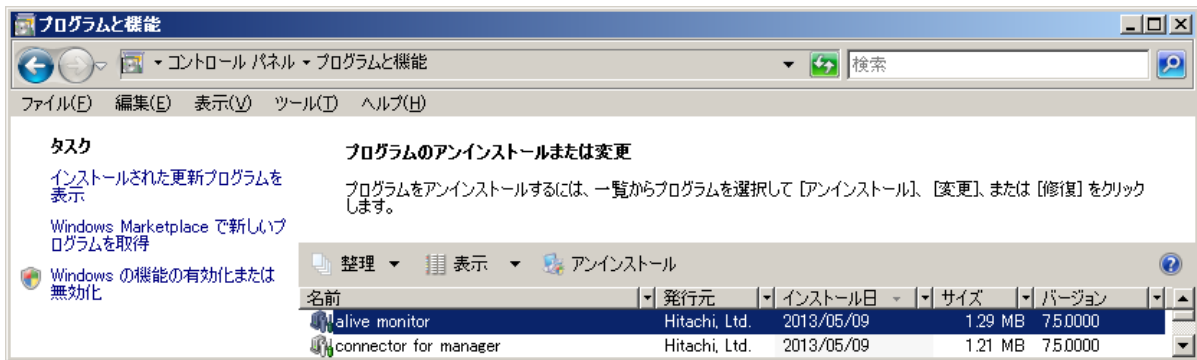 プログラムと機能
コントロール パネル プログラムと機能 検索
ファイル(F) 編集(E) 表示(V) ツール(T) ヘルプ(H)
タスク
インストールされた更新プログラムを
表示
Windows Marketplace で新しいプ
ログラムを取得
Windows の機能の有効化または
無効化
プログラムのアンインストールまたは変更
プログラムをアンインストールするには、一覧からプログラムを選択して [アンインストール]、[変更]、または [修復] をクリック
します。
整理 表示 アンインストール
名前 発行元 インストール日 サイズ バージョン
alive monitor Hitachi, Ltd. 2013/05/09 1.29 MB 7.5.0000
connector for manager Hitachi, Ltd. 2013/05/09 1.21 MB 7.5.0000